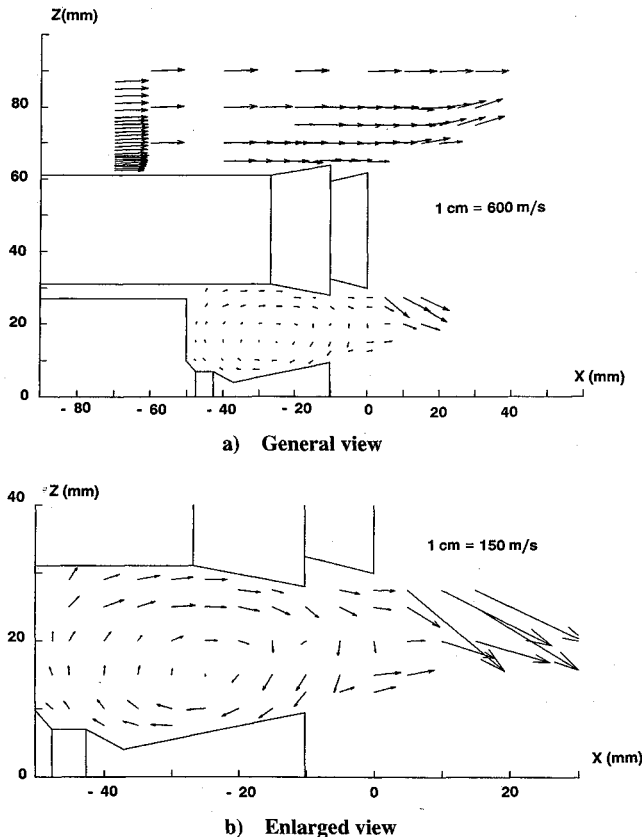 Z(mm)
80
60
1 cm = 600 m/s
40
20
0
X (mm)
- 80 - 60 - 40 - 20 0 20 40
a) General view
40
Z (mm)
1 cm = 150 m/s
20
0
X (mm)
- 40 - 20 0 20
b) Enlarged view